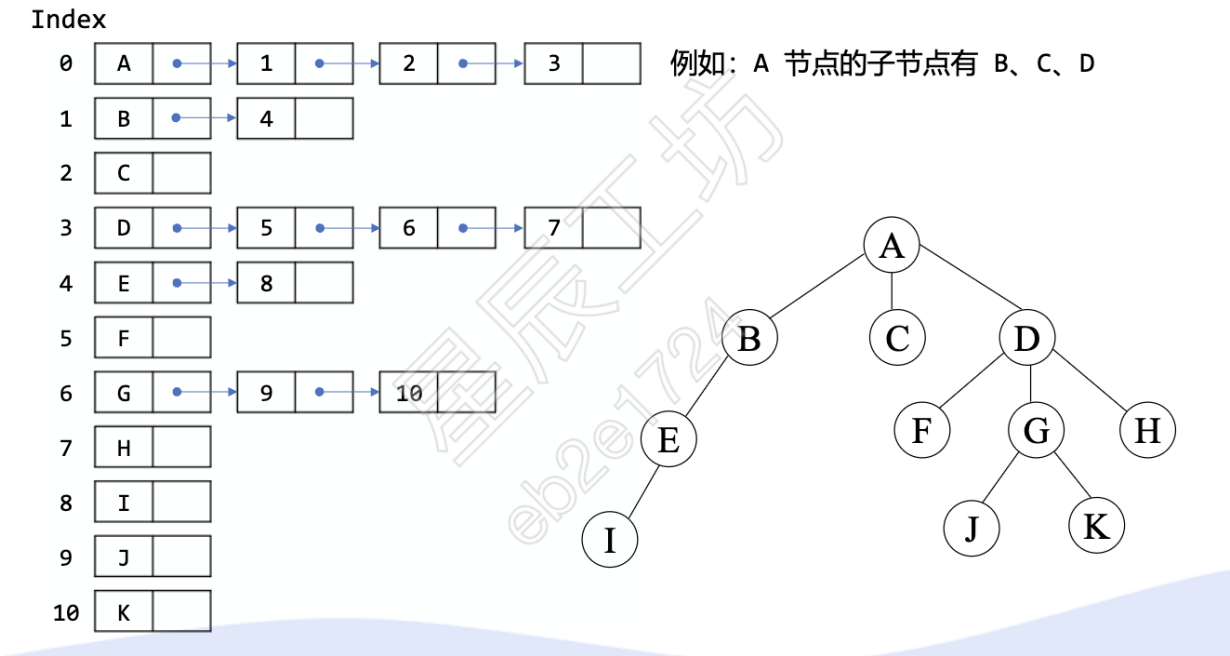 Index
0 A 1 2 3 例如：A 节点的子节点有 B、C、D
1 B 4
2 C
3 D 5 6 7
4 E 8
5 F
6 G 9 10
7 H
8 I
9 J
10 K
A
B C D
E F G H
I J K
星辰工坊
eb2e1724